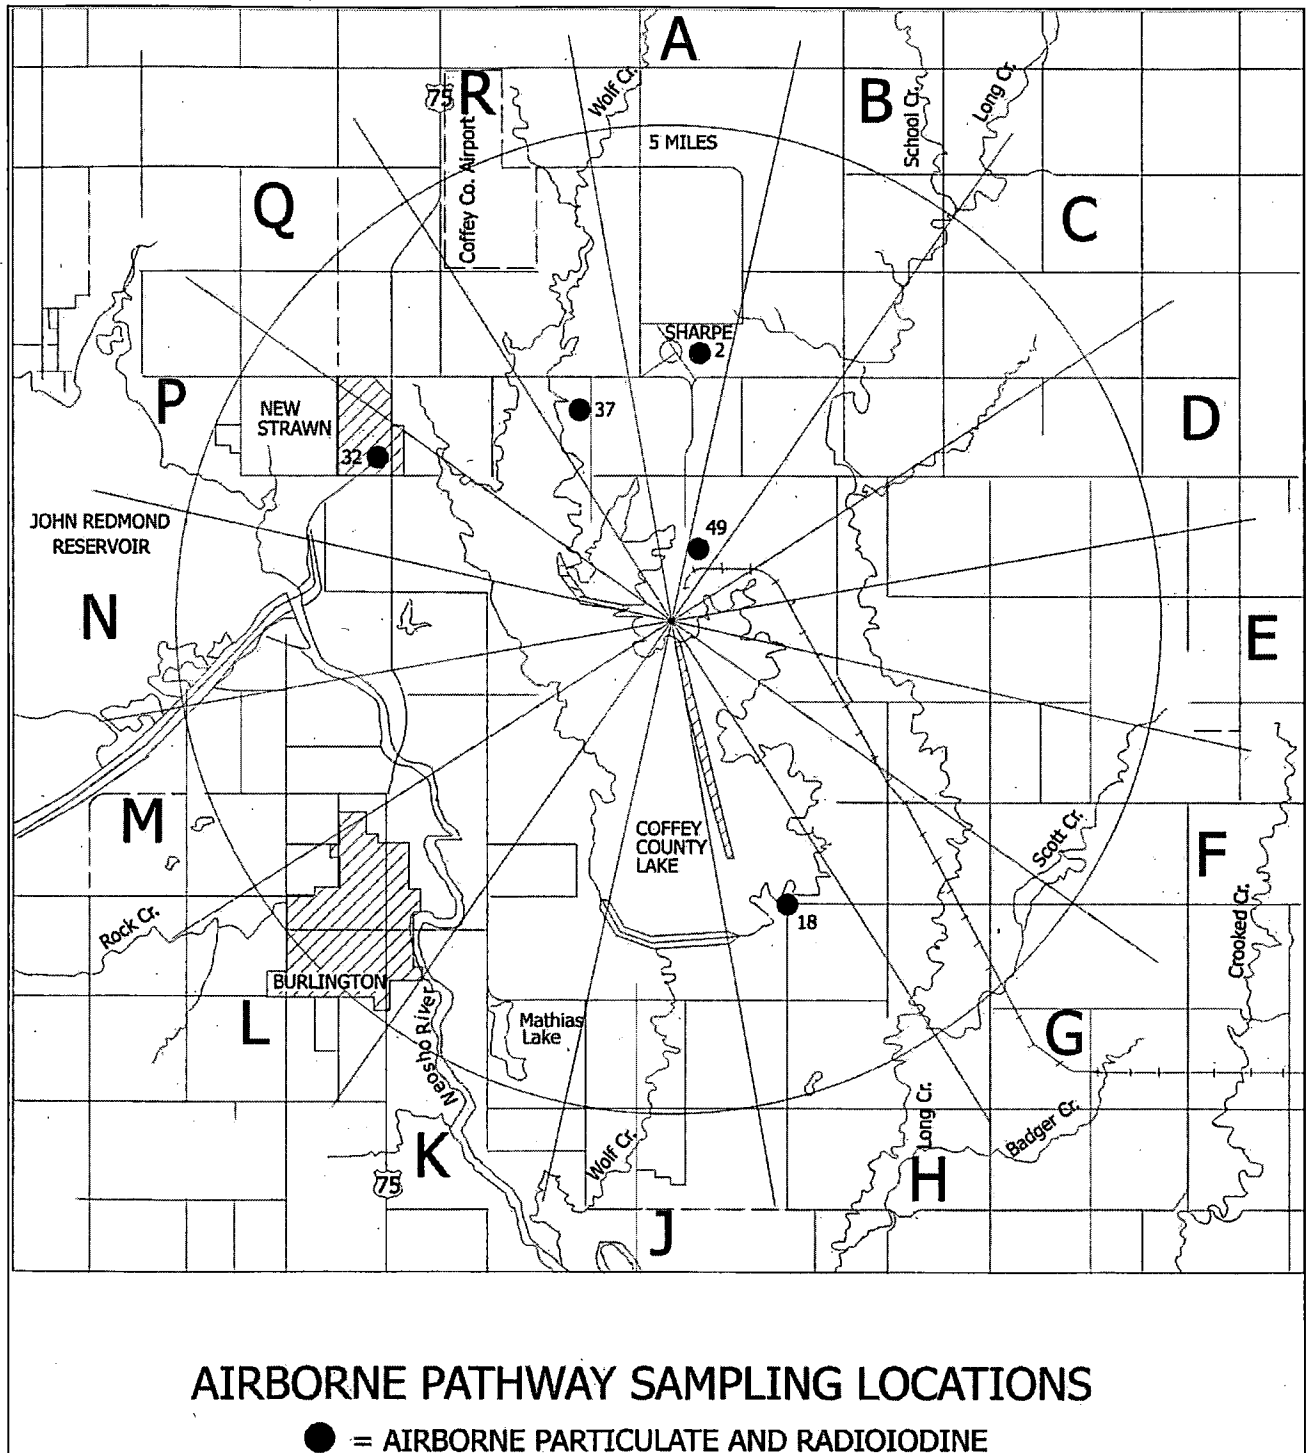 A
Wolf Cr.
75
R
B
School Cr.
Long Cr.
5 MILES
Coffey Co. Airport
Q
C
SHARPE
2
P
NEW
STRAWN
37
D
32
JOHN REDMOND
RESERVOIR
49
N
E
M
COFFEY
COUNTY
LAKE
Scott Cr.
F
Rock Cr.
18
Crooked Cr.
BURLINGTON
L
Neosho River
Mathias
Lake
G
K
Wolf Cr.
Long Cr.
Badger Cr.
75
H
J
AIRBORNE PATHWAY SAMPLING LOCATIONS
= AIRBORNE PARTICULATE AND RADIOIODINE